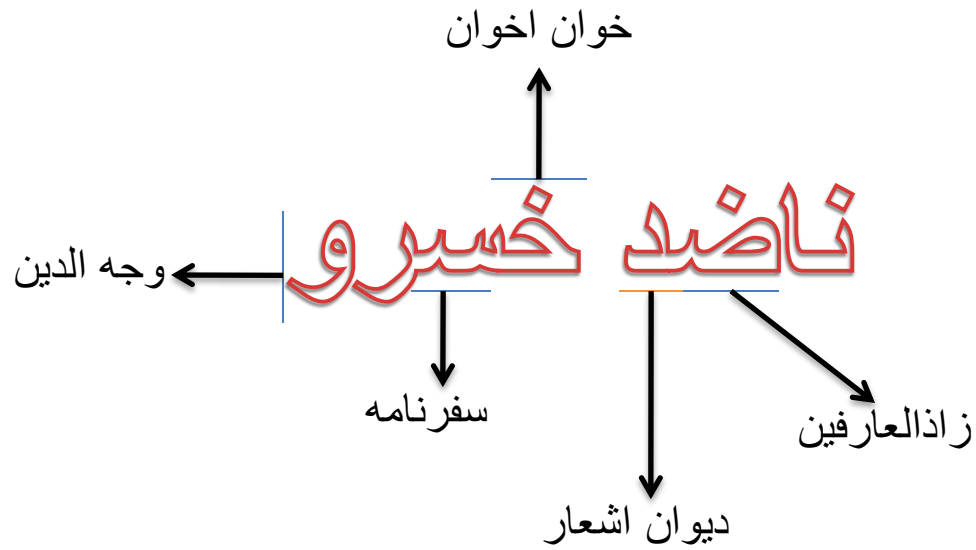 خوان اخوان
ناضد خسرو
وجه الدین
سفرنامه
زاذالعارفین
دیوان اشعار